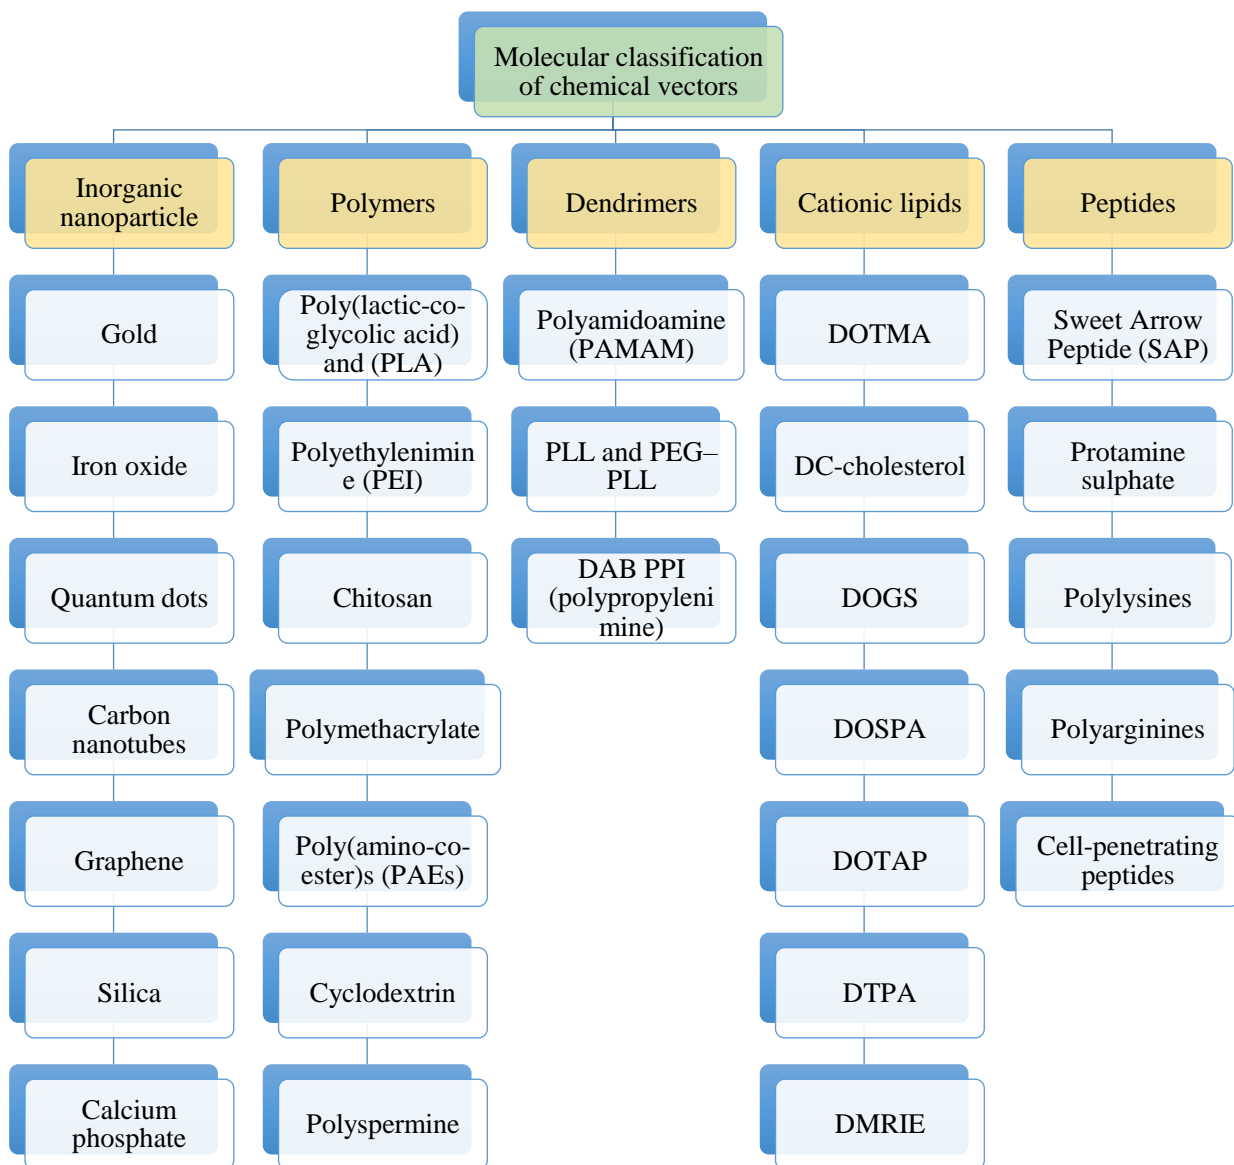 Molecular classification
of chemical vectors
Inorganic
nanoparticle
Gold
Iron oxide
Quantum dots
Carbon
nanotubes
Graphene
Silica
Calcium
phosphate
Polymers
Poly(lactic-co-
glycolic acid)
and (PLA)
Polyethylenimin
e (PEI)
Chitosan
Polymethacrylate
Poly(amino-co-
ester)s (PAEs)
Cyclodextrin
Polyspermine
Dendrimers
Polyamidoamine
(PAMAM)
PLL and PEG–
PLL
DAB PPI
(polypropyleni
mine)
Cationic lipids
DOTMA
DC-cholesterol
DOGS
DOSPA
DOTAP
DTPA
DMRIE
Peptides
Sweet Arrow
Peptide (SAP)
Protamine
sulphate
Polylysines
Polyarginines
Cell-penetrating
peptides